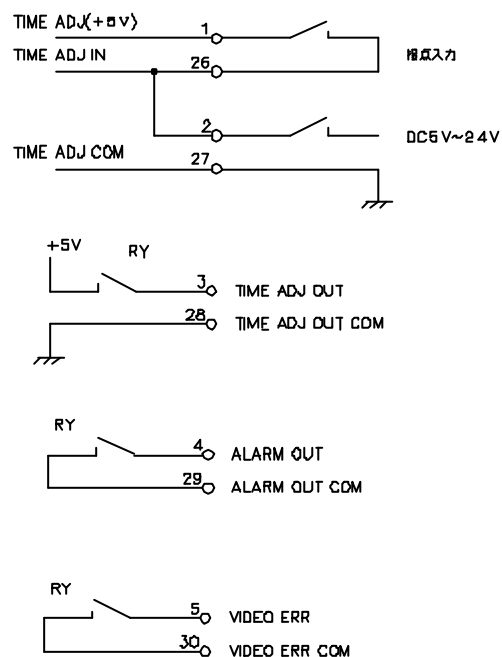 TIME ADJ(+5V)
1
TIME ADJ IN
26
接点入力
2
DC5V~24V
TIME ADJ COM
27
+5V
RY
3
TIME ADJ OUT
28
TIME ADJ OUT COM
RY
4
ALARM OUT
29
ALARM OUT COM
RY
5
VIDEO ERR
30
VIDEO ERR COM